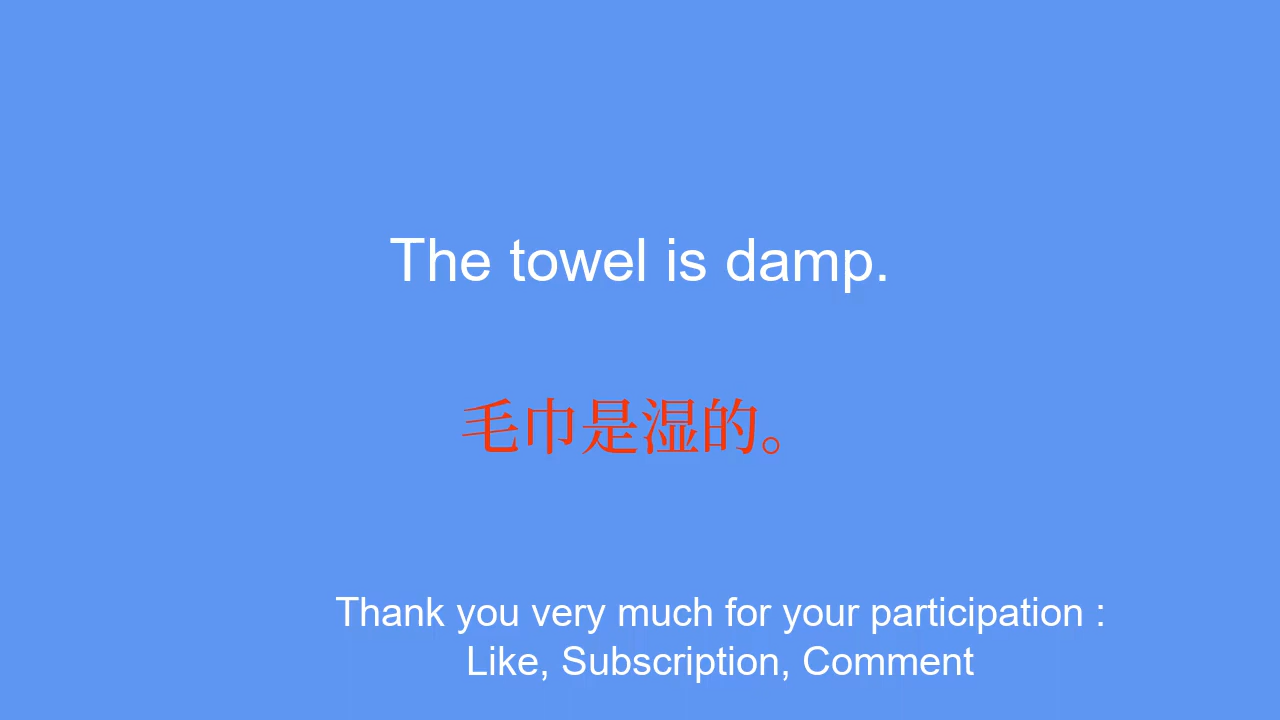 The towel is damp.
毛巾是湿的。
Thank you very much for your participation :
Like, Subscription, Comment